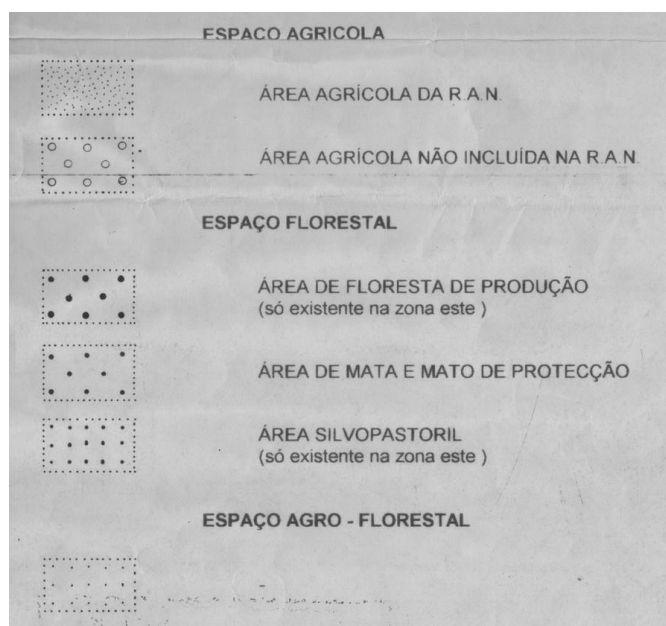 ESPACO AGRICOLA
ÁREA AGRÍCOLA DA R.A.N.
ÁREA AGRÍCOLA NÃO INCLUÍDA NA R.A.N.
ESPAÇO FLORESTAL
ÁREA DE FLORESTA DE PRODUÇÃO
(só existente na zona este )
ÁREA DE MATA E MATO DE PROTECÇÃO
ÁREA SILVOPASTORIL
(só existente na zona este )
ESPAÇO AGRO - FLORESTAL